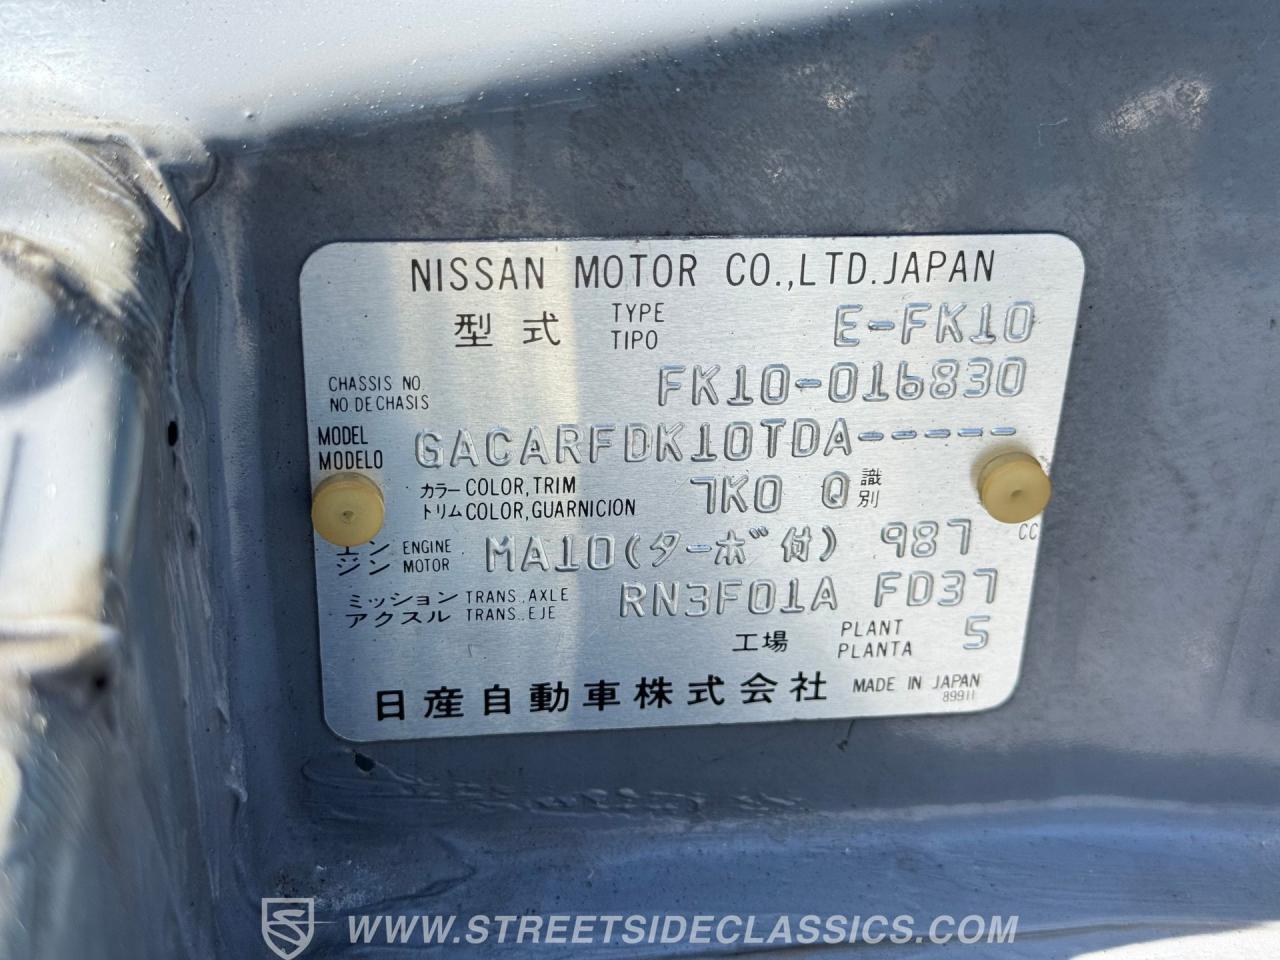 NISSAN MOTOR CO.,LTD.JAPAN
型式 TYPE TIPO E-FK10
CHASSIS NO. NO.DECHASIS FK10-016830
MODEL MODELO GACARFDK10TDA-----
カラー COLOR,TRIM トリム COLOR,GUARNICION 7K0 Q 識別
エンジン ENGINE MOTOR MA10(ターボ付) 987 CC
ミッション TRANS.,AXLE アクスル TRANS.,EJE RN3F01A FD37
工場 PLANT PLANTA 5
日産自動車株式会社 MADE IN JAPAN
89911
WWW.STREETSIDECLASSICS.COM